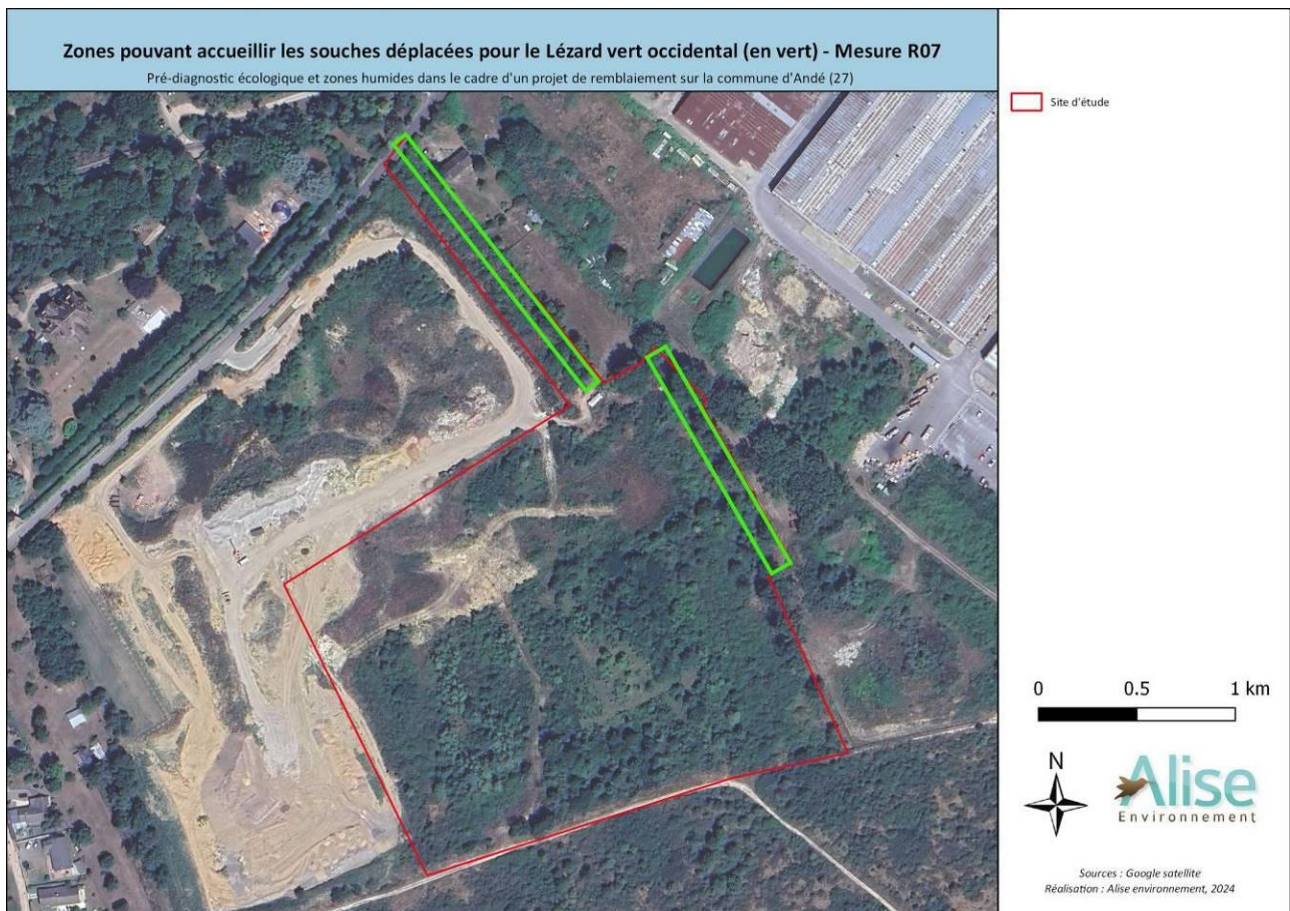 Zones pouvant accueillir les souches déplacées pour le Lézard vert occidental (en vert) - Mesure R07
Pré-diagnostic écologique et zones humides dans le cadre d'un projet de remblaiement sur la commune d'Andé (27)
Site d'étude
0 0.5 1 km
N
Alise
Environnement
Sources : Google satellite
Réalisation : Alise environnement, 2024